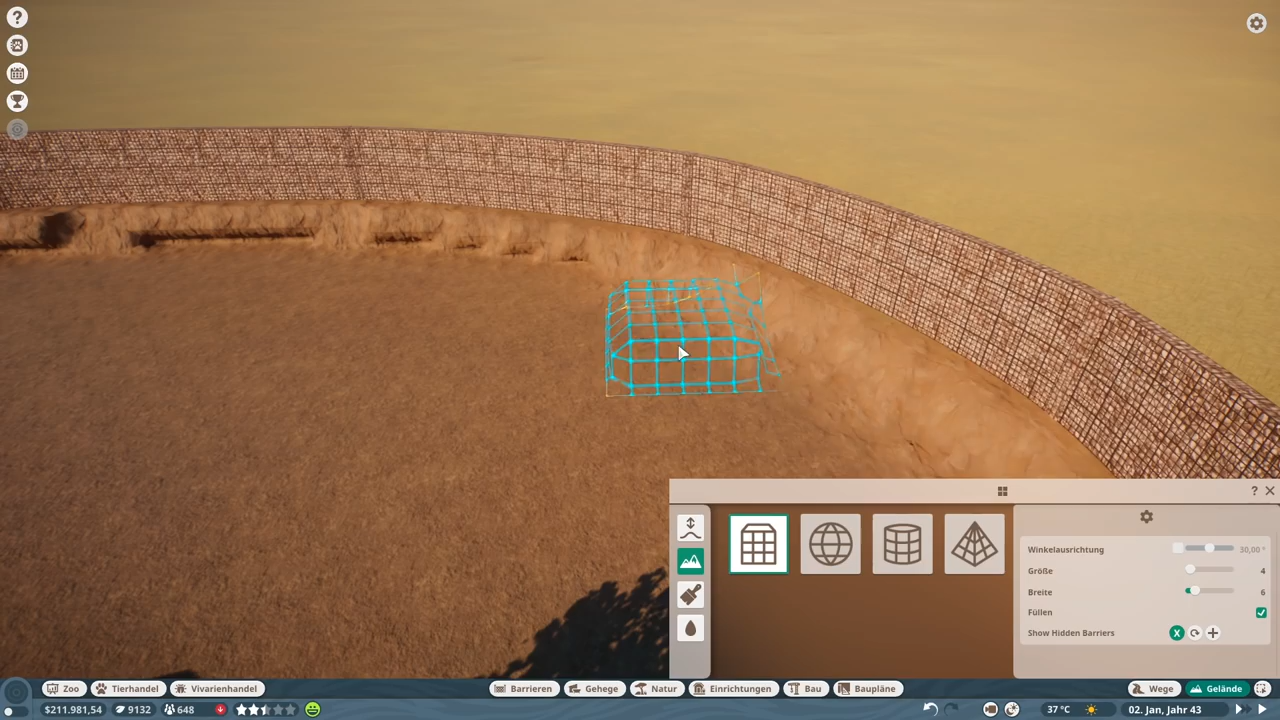 ?
Winkelausrichtung 30,00 °
Größe 4
Breite 6
Füllen
Show Hidden Barriers X
Zoo Tierhandel Vivarienhandel Barrieren Gehege Natur Einrichtungen Bau Baupläne Wege Gelände
$211.981,54 9132 648 37 °C 02. Jan, Jahr 43